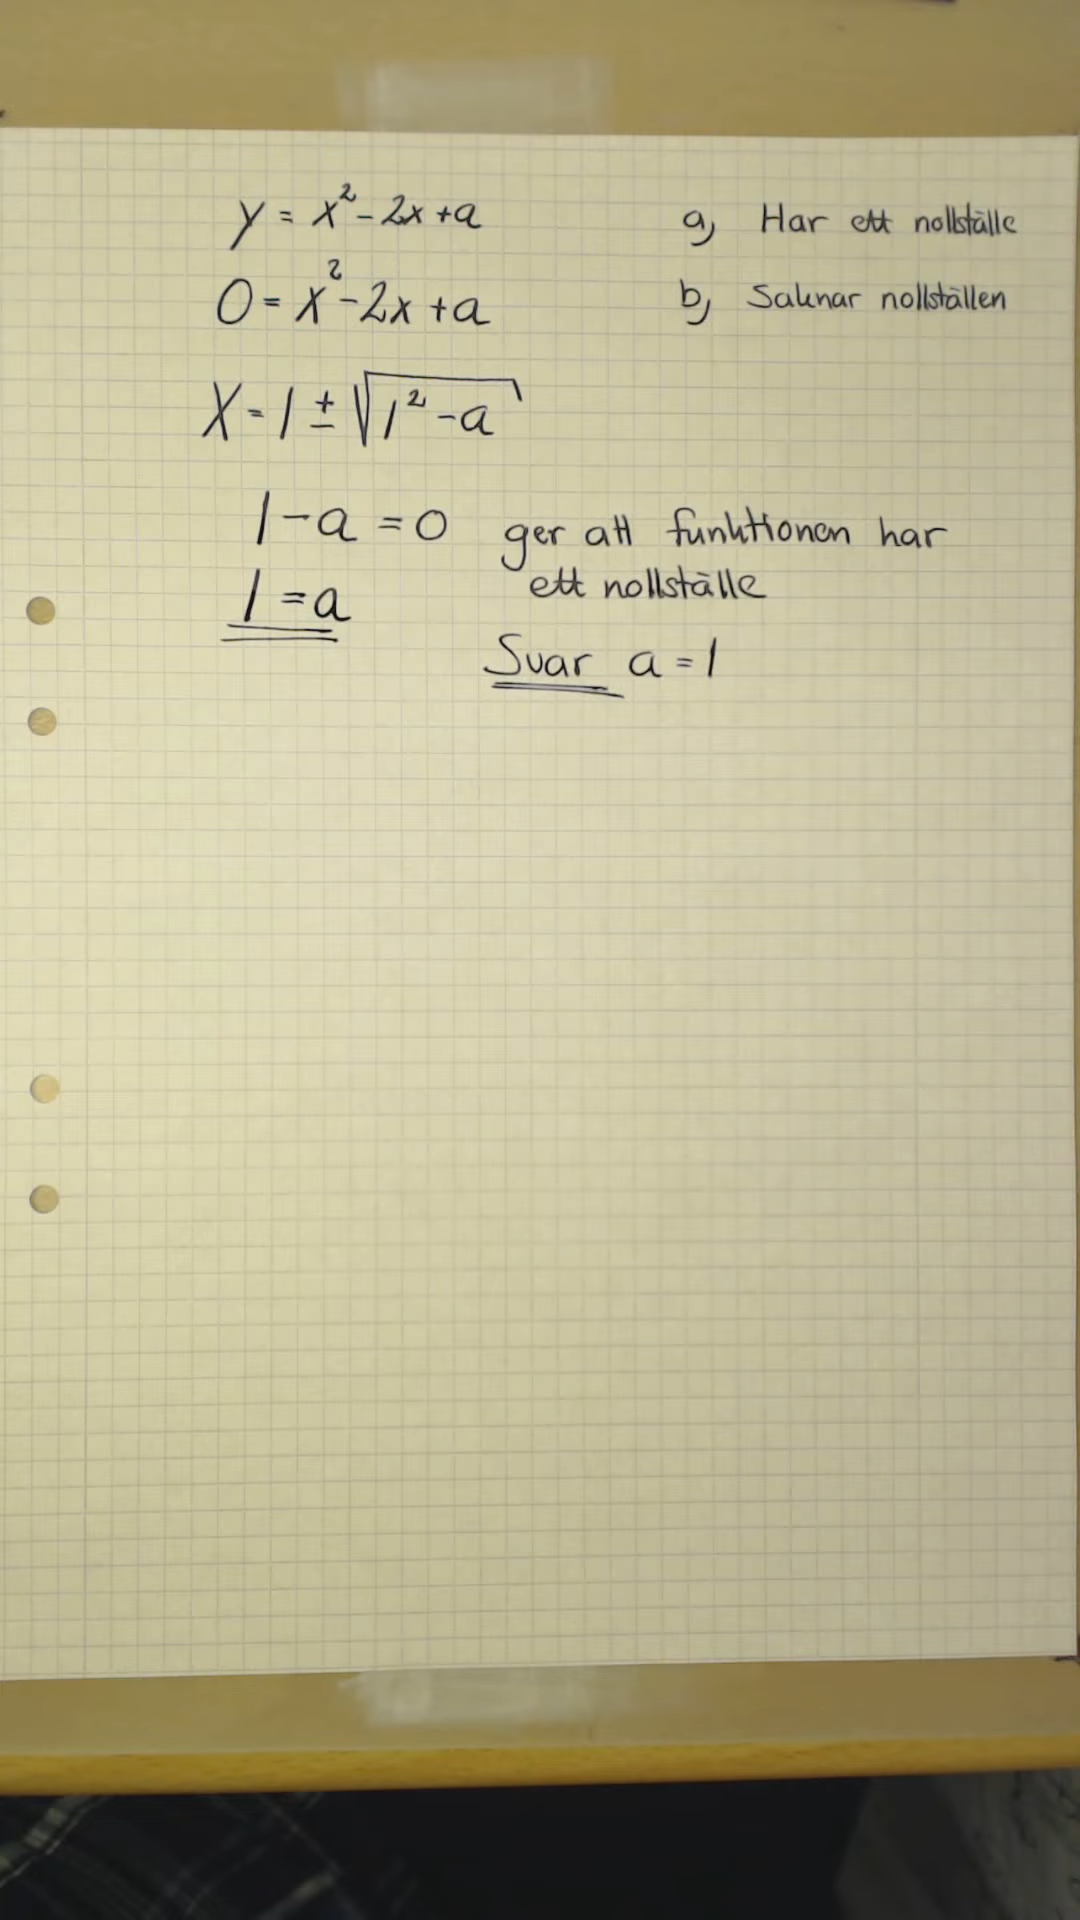 y = x² - 2x + a
a) Har ett nollställe
0 = x² - 2x + a
b) Saknar nollställen
x = 1 ± √(1² - a)
1 - a = 0 ger att funktionen har
ett nollställe
1 = a
Svar a = 1